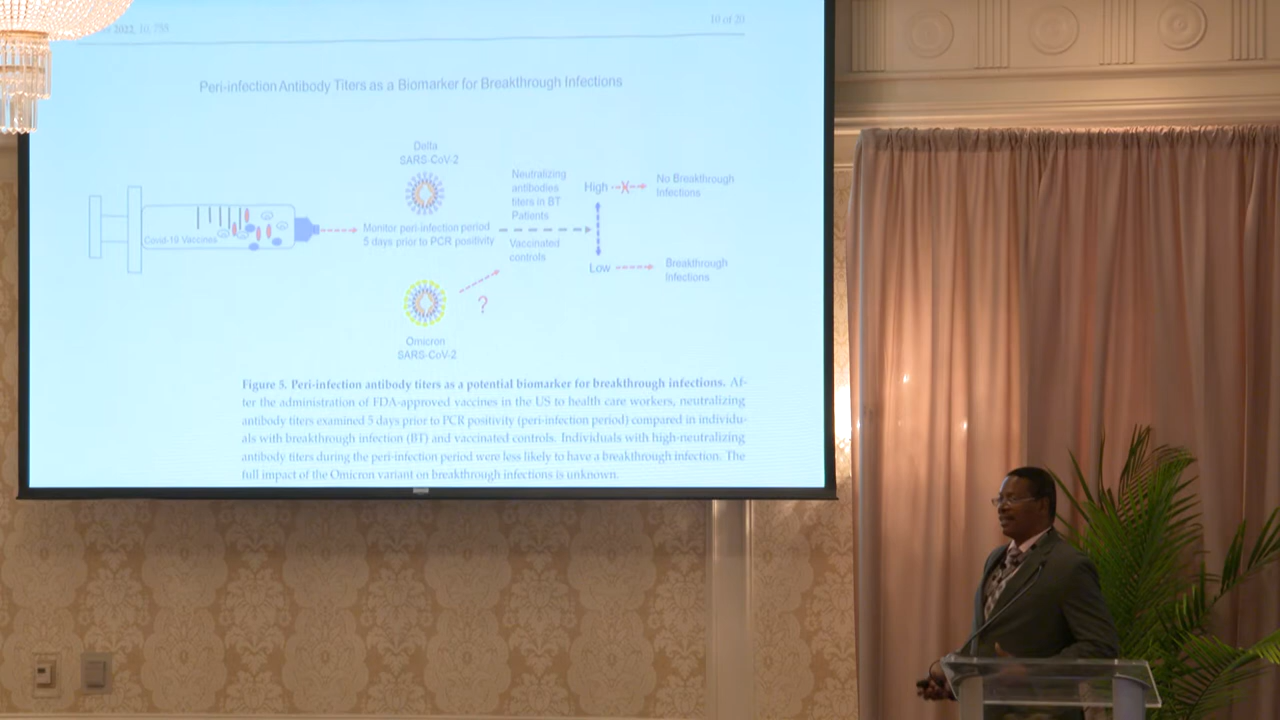 2022, 10, 755
10 of 20
Peri-infection Antibody Titers as a Biomarker for Breakthrough Infections
Delta
SARS-CoV-2
Neutralizing
antibodies
titers in BT
Patients
High
No Breakthrough
Infections
Covid-19 Vaccines
Monitor peri-infection period
5 days prior to PCR positivity
Vaccinated
controls
Low
Breakthrough
Infections
?
Omicron
SARS-CoV-2
Figure 5. Peri-infection antibody titers as a potential biomarker for breakthrough infections. Af-
ter the administration of FDA-approved vaccines in the US to health care workers, neutralizing
antibody titers examined 5 days prior to PCR positivity (peri-infection period) compared in individu-
als with breakthrough infection (BT) and vaccinated controls. Individuals with high-neutralizing
antibody titers during the peri-infection period were less likely to have a breakthrough infection. The
full impact of the Omicron variant on breakthrough infections is unknown.